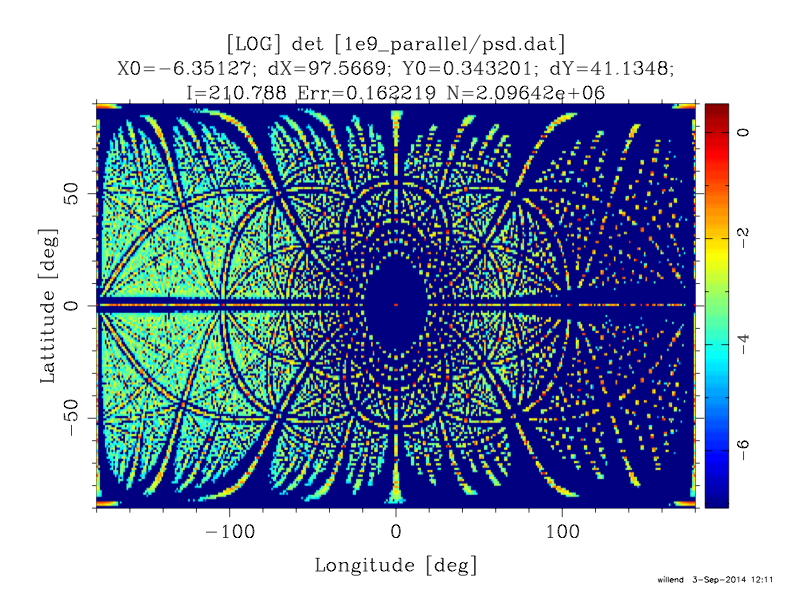 [LOG] det [1e9_parallel/psd.dat]
X0=−6.35127; dX=97.5669; Y0=0.343201; dY=41.1348;
I=210.788 Err=0.162219 N=2.09642e+06
50
0
−50
Lattitude [deg]
−100
0
100
Longitude [deg]
0
−2
−4
−6
willend 3-Sep-2014 12:11